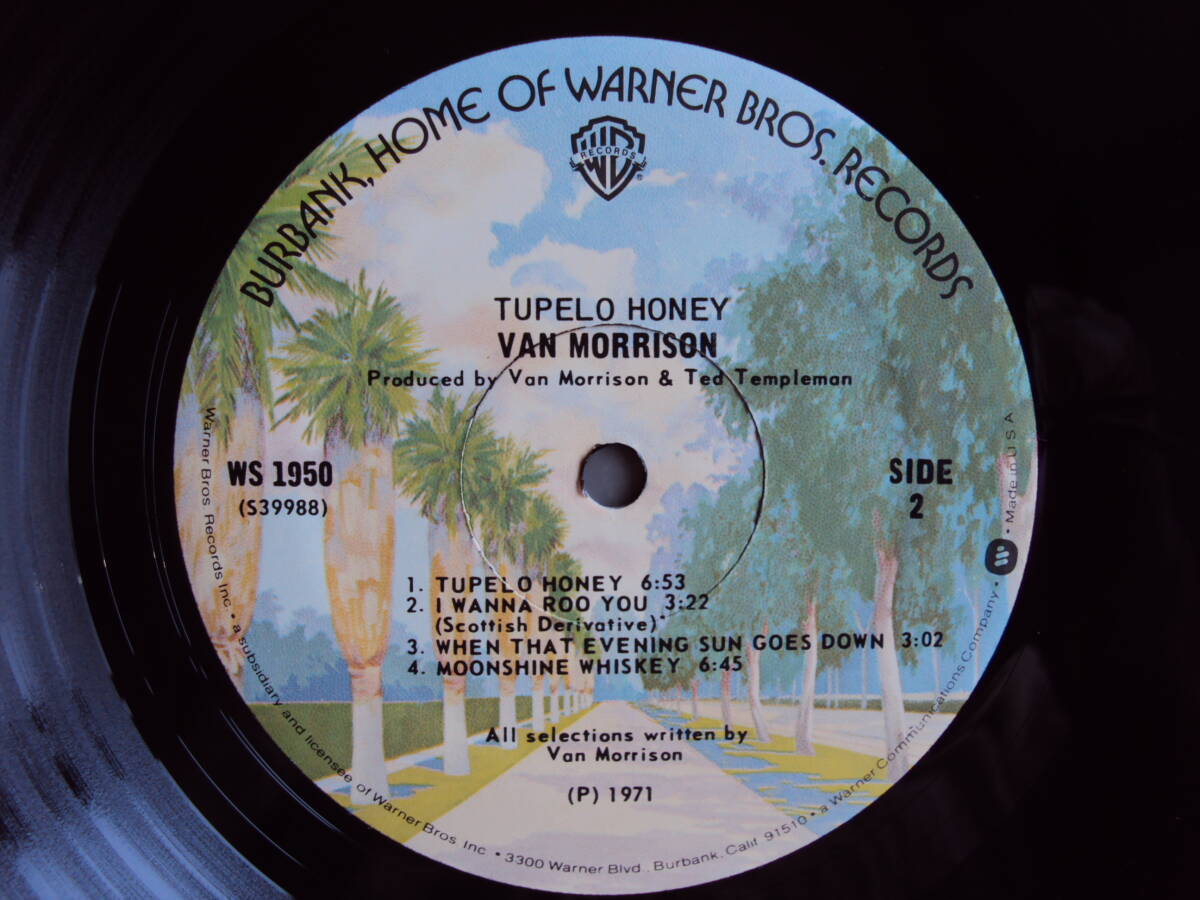 BURBANK, HOME OF WARNER BROS. RECORDS
WB
RECORDS
®
TUPELO HONEY
VAN MORRISON
Produced by Van Morrison & Ted Templeman
WS 1950
(S39988)
SIDE
2
1. TUPELO HONEY 6:53
2. I WANNA ROO YOU 3:22
(Scottish Derivative)
3. WHEN THAT EVENING SUN GOES DOWN 3:02
4. MOONSHINE WHISKEY 6:45
All selections written by
Van Morrison
(P) 1971
Warner Bros. Records Inc. • a subsidiary and licensee of Warner Bros. Inc. • 3300 Warner Blvd., Burbank, Calif. 91510 • a Warner Communications Company • Made in U.S.A.